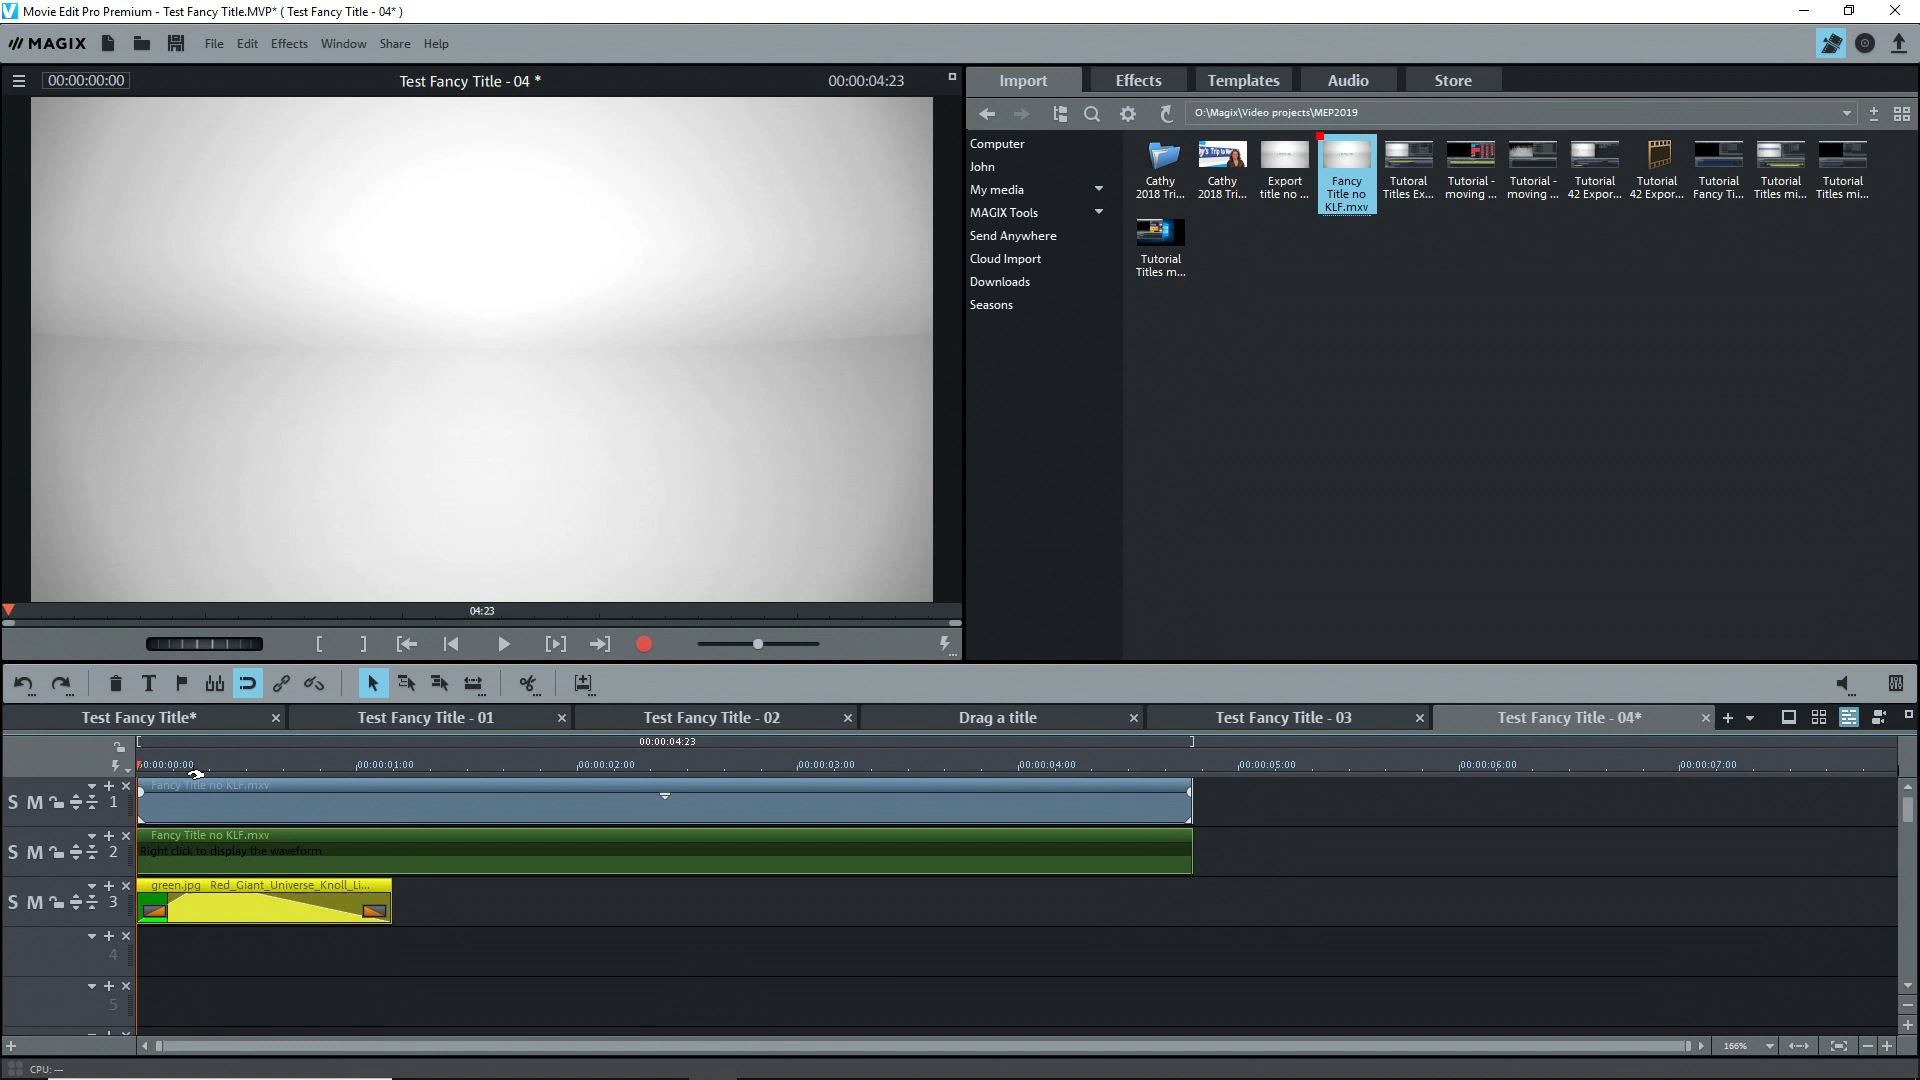 Movie Edit Pro Premium - Test Fancy Title.MVP* ( Test Fancy Title - 04* )
MAGIX File Edit Effects Window Share Help
00:00:00:00 Test Fancy Title - 04 * 00:00:04:23
Import Effects Templates Audio Store
O:\Magix\Video projects\MEP2019
Computer
John
My media
MAGIX Tools
Send Anywhere
Cloud Import
Downloads
Seasons
Cathy
2018 Tri...
Cathy
2018 Tri...
Export
title no ...
Fancy
Title no
KLF.mxv
Tutoral
Titles Ex...
Tutorial -
moving ...
Tutorial -
moving ...
Tutorial
42 Expor...
Tutorial
42 Expor...
Tutorial
Fancy Ti...
Tutorial
Titles mi...
Tutorial
Titles mi...
Tutorial
Titles m...
04:23
Test Fancy Title* Test Fancy Title - 01 Test Fancy Title - 02 Drag a title Test Fancy Title - 03 Test Fancy Title - 04*
00:00:04:23
00:00:00:00 00:00:01:00 00:00:02:00 00:00:03:00 00:00:04:00 00:00:05:00 00:00:06:00 00:00:07:00
Fancy Title no KLF.mxv
S M 1
Fancy Title no KLF.mxv
S M 2
Right click to display the waveform
green.jpg Red_Giant_Universe_Knoll_Li...
S M 3
4
5
166%
CPU: —